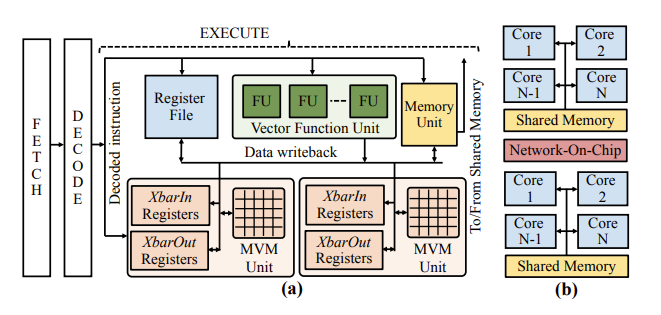 EXECUTE
FETCH
DECODE
Decoded instruction
Register
File
FU
FU
FU
Vector Function Unit
Memory
Unit
To/From Shared Memory
Data writeback
XbarIn
Registers
XbarOut
Registers
MVM
Unit
XbarIn
Registers
XbarOut
Registers
MVM
Unit
(a)
Core
1
Core
2
Core
N-1
Core
N
Shared Memory
Network-On-Chip
Core
1
Core
2
Core
N-1
Core
N
Shared Memory
(b)